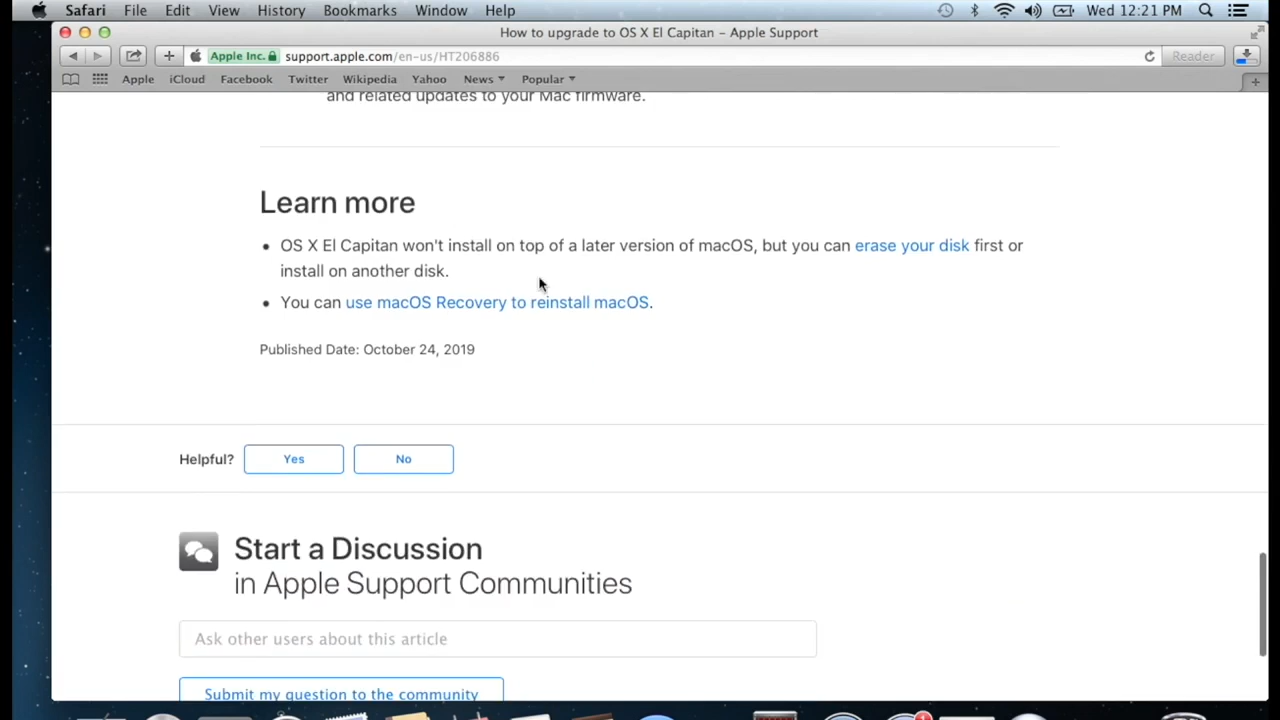 Safari File Edit View History Bookmarks Window Help Wed 12:21 PM
How to upgrade to OS X El Capitan – Apple Support
Apple Inc. support.apple.com/en-us/HT206886 Reader
Apple iCloud Facebook Twitter Wikipedia Yahoo News Popular
and related updates to your Mac firmware.
Learn more
• OS X El Capitan won't install on top of a later version of macOS, but you can erase your disk first or
install on another disk.
• You can use macOS Recovery to reinstall macOS.
Published Date: October 24, 2019
Helpful? Yes No
Start a Discussion
in Apple Support Communities
Ask other users about this article
Submit my question to the community
1